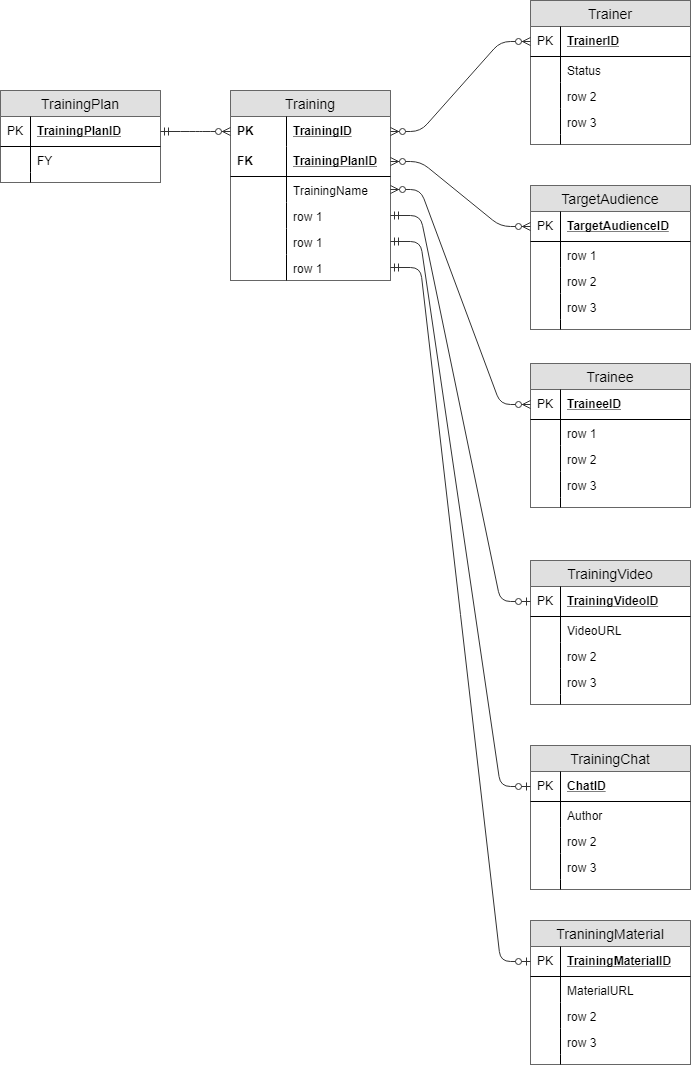 TrainingPlan
PK TrainingPlanID
FY
Training
PK TrainingID
FK TrainingPlanID
TrainingName
row 1
row 1
row 1
Trainer
PK TrainerID
Status
row 2
row 3
TargetAudience
PK TargetAudienceID
row 1
row 2
row 3
Trainee
PK TraineeID
row 1
row 2
row 3
TrainingVideo
PK TrainingVideoID
VideoURL
row 2
row 3
TrainingChat
PK ChatID
Author
row 2
row 3
TraniningMaterial
PK TrainingMaterialID
MaterialURL
row 2
row 3